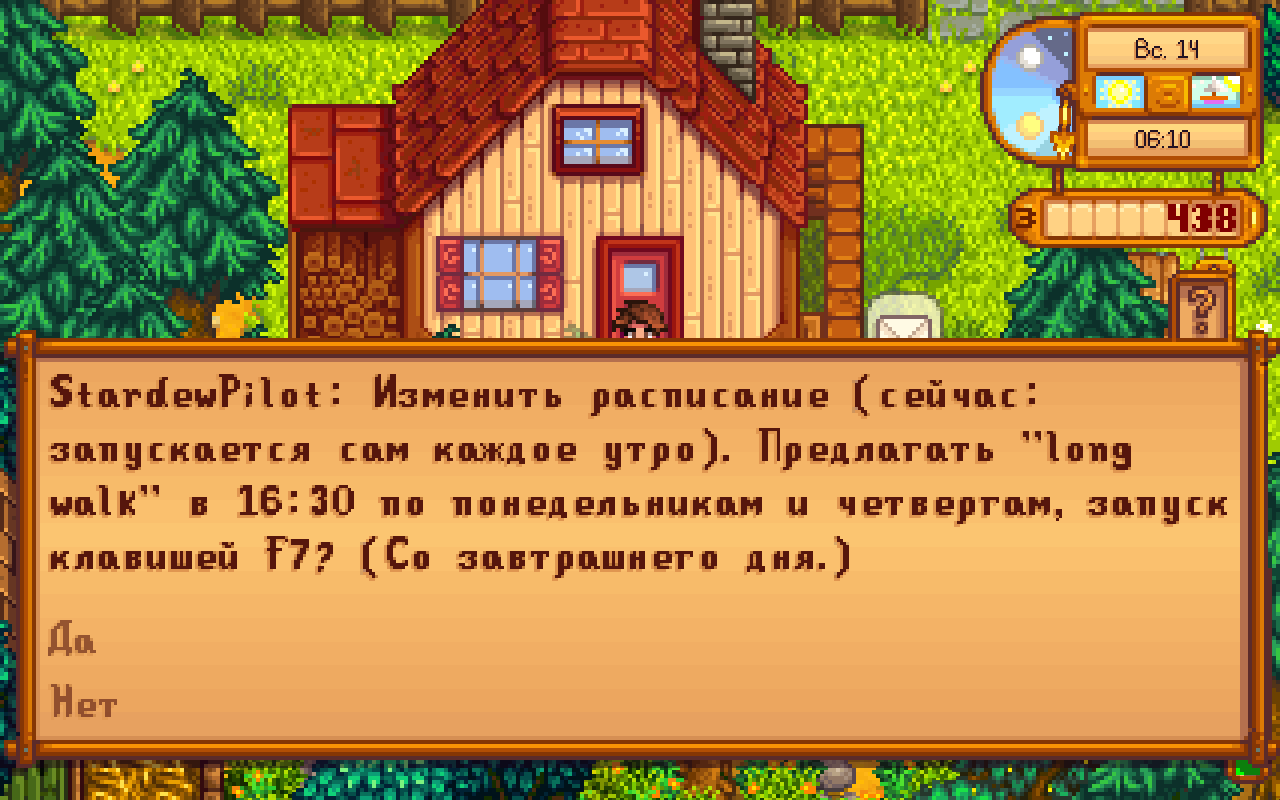 Вс. 14
06:10
438
StardewPilot: Изменить расписание (сейчас:
запускается сам каждое утро). Предлагать "long
walk" в 16:30 по понедельникам и четвергам, запуск
клавишей F7? (Со завтрашнего дня.)
Да
Нет